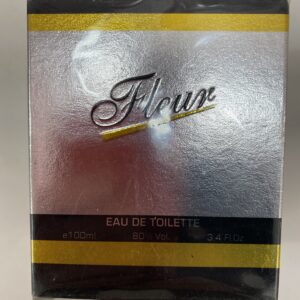 Fleur
EAU DE TOILETTE
e100ml 80% Vol. 3.4 Fl.Oz